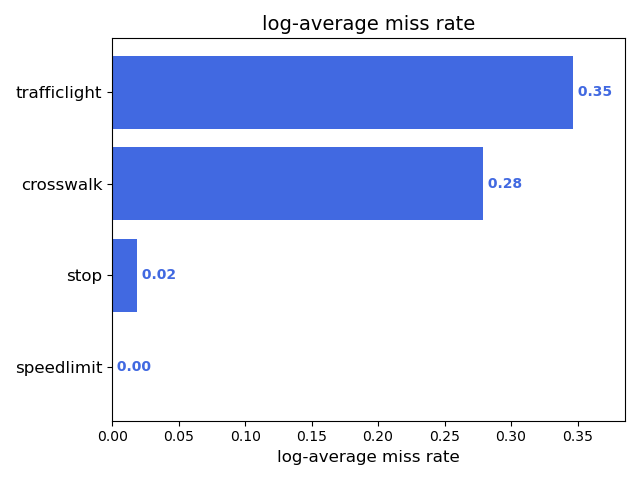 log-average miss rate
trafficlight
0.35
crosswalk
0.28
stop
0.02
speedlimit
0.00
0.00 0.05 0.10 0.15 0.20 0.25 0.30 0.35
log-average miss rate